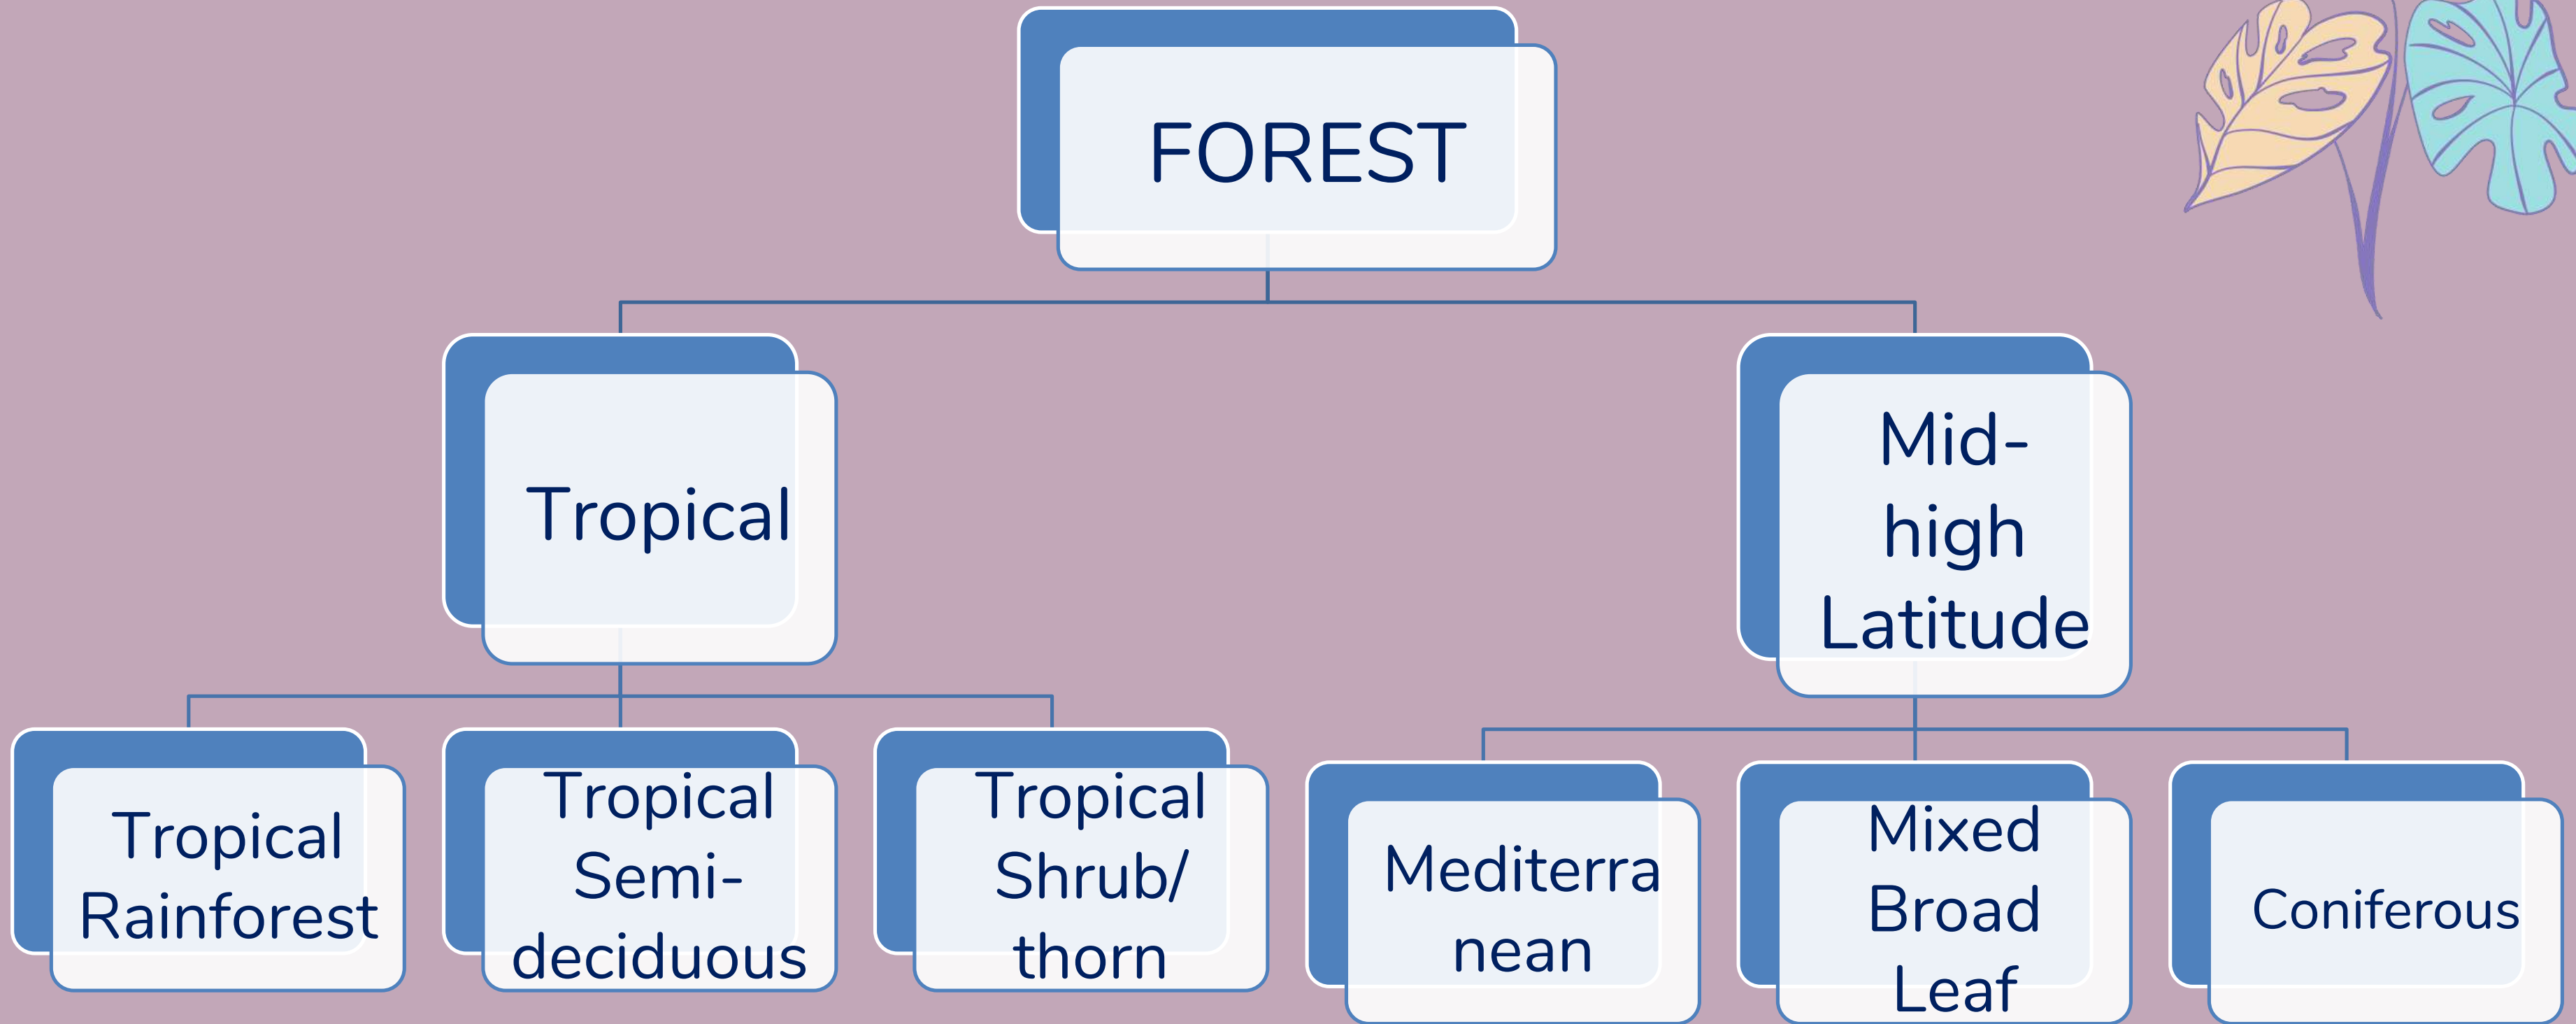 FOREST
Tropical
Mid-
high
Latitude
Tropical
Rainforest
Tropical
Semi-
deciduous
Tropical
Shrub/
thorn
Mediterra
nean
Mixed
Broad
Leaf
Coniferous